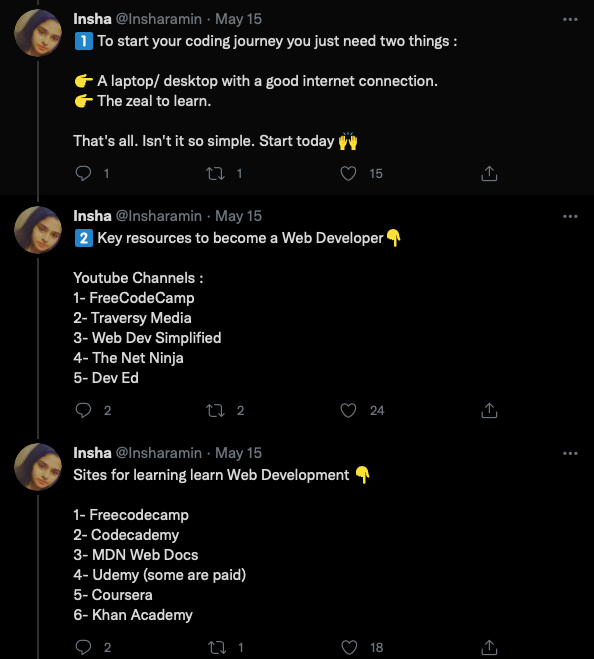 Insha @Insharamin · May 15
1️⃣ To start your coding journey you just need two things :
👉 A laptop/ desktop with a good internet connection.
👉 The zeal to learn.
That's all. Isn't it so simple. Start today 🙌
1 1 15
Insha @Insharamin · May 15
2️⃣ Key resources to become a Web Developer👇
Youtube Channels :
1- FreeCodeCamp
2- Traversy Media
3- Web Dev Simplified
4- The Net Ninja
5- Dev Ed
2 2 24
Insha @Insharamin · May 15
Sites for learning learn Web Development 👇
1- Freecodecamp
2- Codecademy
3- MDN Web Docs
4- Udemy (some are paid)
5- Coursera
6- Khan Academy
2 1 18